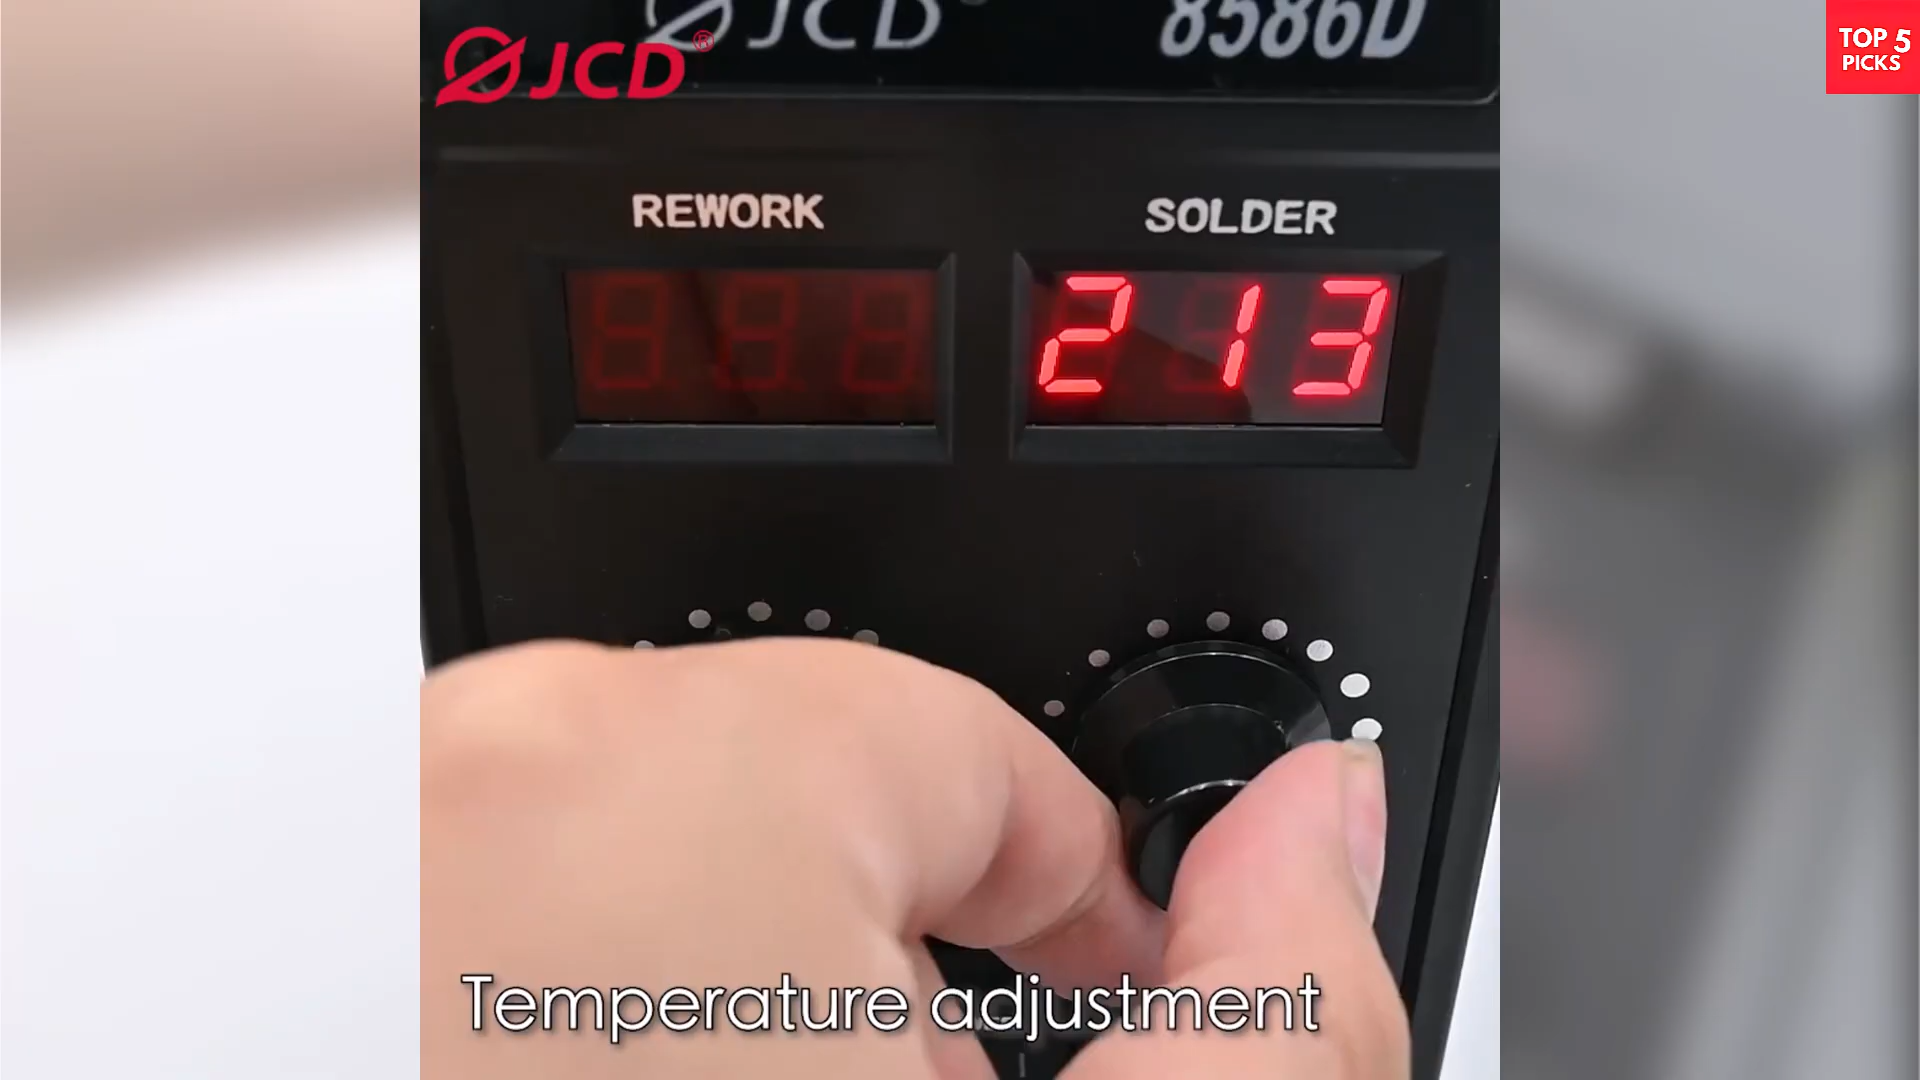 JCD®
JCD
8586D
TOP 5
PICKS
REWORK
SOLDER
213
Temperature adjustment